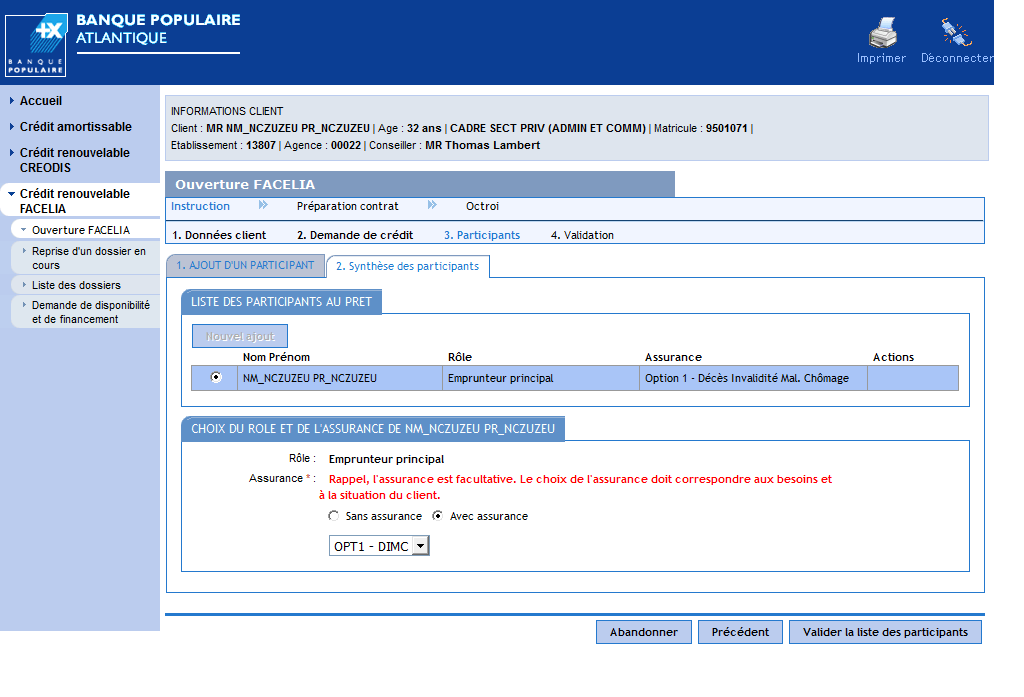 BANQUE POPULAIRE
ATLANTIQUE
BANQUE
POPULAIRE
Imprimer
Déconnecter
Accueil
Crédit amortissable
Crédit renouvelable
CREODIS
Crédit renouvelable
FACELIA
Ouverture FACELIA
Reprise d'un dossier en
cours
Liste des dossiers
Demande de disponibilité
et de financement
INFORMATIONS CLIENT
Client : MR NM_NCZUZEU PR_NCZUZEU | Age : 32 ans | CADRE SECT PRIV (ADMIN ET COMM) | Matricule : 9501071 |
Etablissement : 13807 | Agence : 00022 | Conseiller : MR Thomas Lambert
Ouverture FACELIA
Instruction Préparation contrat Octroi
1. Données client 2. Demande de crédit 3. Participants 4. Validation
1. AJOUT D'UN PARTICIPANT 2. Synthèse des participants
LISTE DES PARTICIPANTS AU PRET
Nouvel ajout
Nom Prénom Rôle Assurance Actions
NM_NCZUZEU PR_NCZUZEU Emprunteur principal Option 1 - Décès Invalidité Mal. Chômage
CHOIX DU ROLE ET DE L'ASSURANCE DE NM_NCZUZEU PR_NCZUZEU
Rôle : Emprunteur principal
Assurance * : Rappel, l'assurance est facultative. Le choix de l'assurance doit correspondre aux besoins et
à la situation du client.
Sans assurance Avec assurance
OPT1 - DIMC
Abandonner Précédent Valider la liste des participants